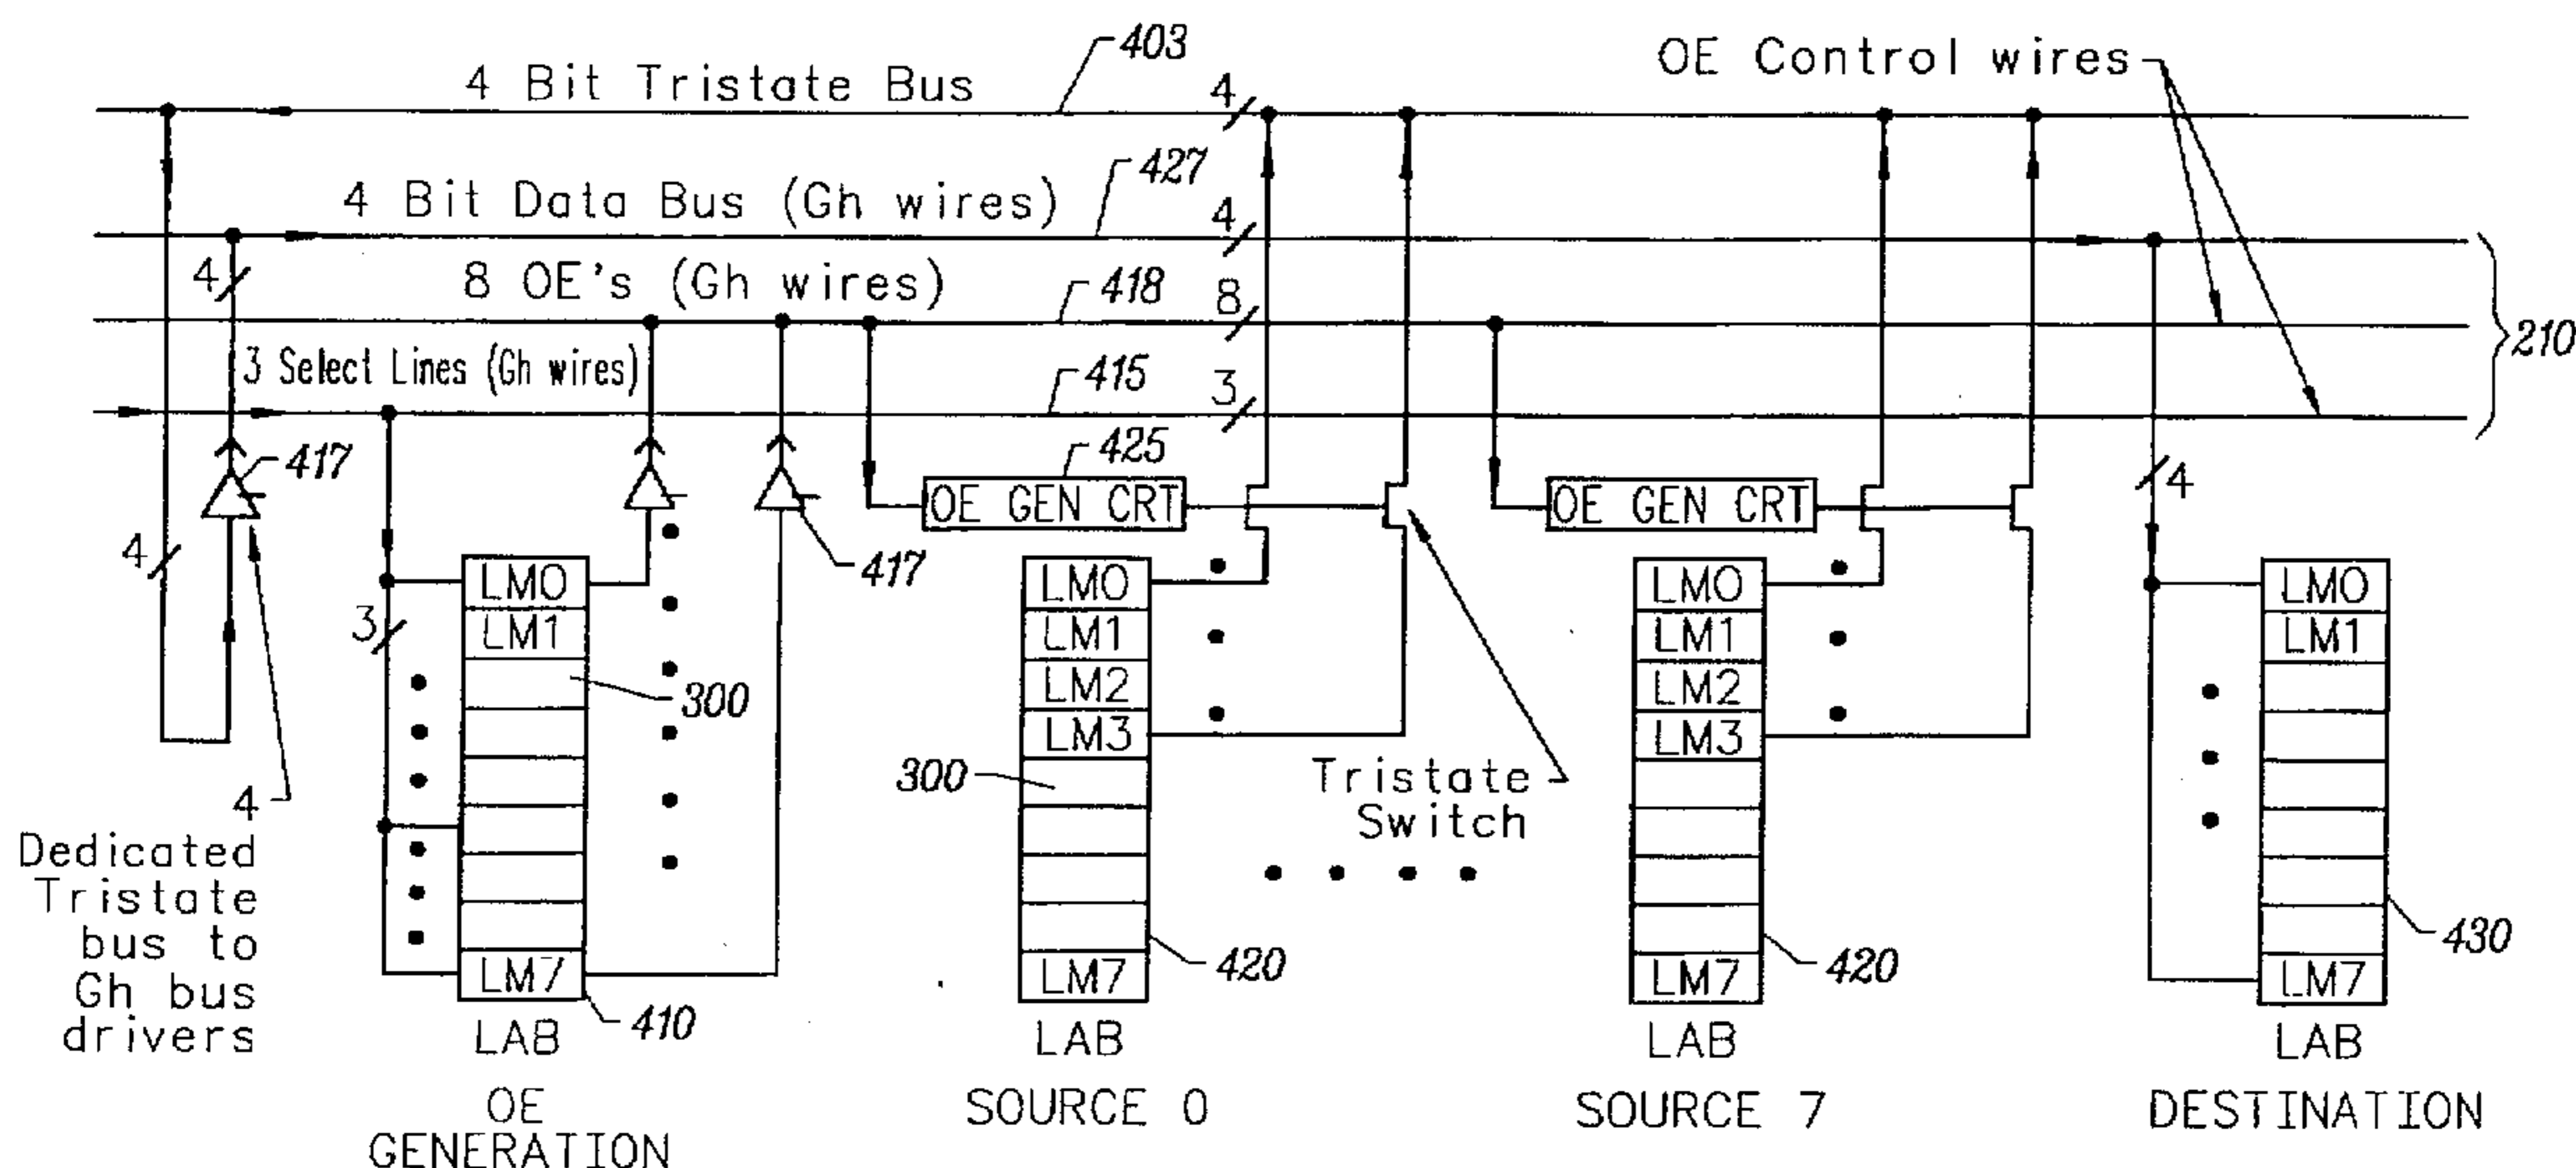 403
OE Control wires
4 Bit Tristate Bus
4
427
4 Bit Data Bus (Gh wires)
4
4
8 OE's (Gh wires)
418
8
3 Select Lines (Gh wires)
415
3
210
417
425
OE GEN CRT
OE GEN CRT
4
4
417
LM0
LM1
3
300
LM7
410
LM0
LM1
LM2
LM3
300
LM7
420
Tristate
Switch
LM0
LM1
LM2
LM3
LM7
420
LM0
LM1
LM7
430
4
Dedicated
Tristate
bus to
Gh bus
drivers
LAB
LAB
LAB
LAB
OE
GENERATION
SOURCE 0
SOURCE 7
DESTINATION